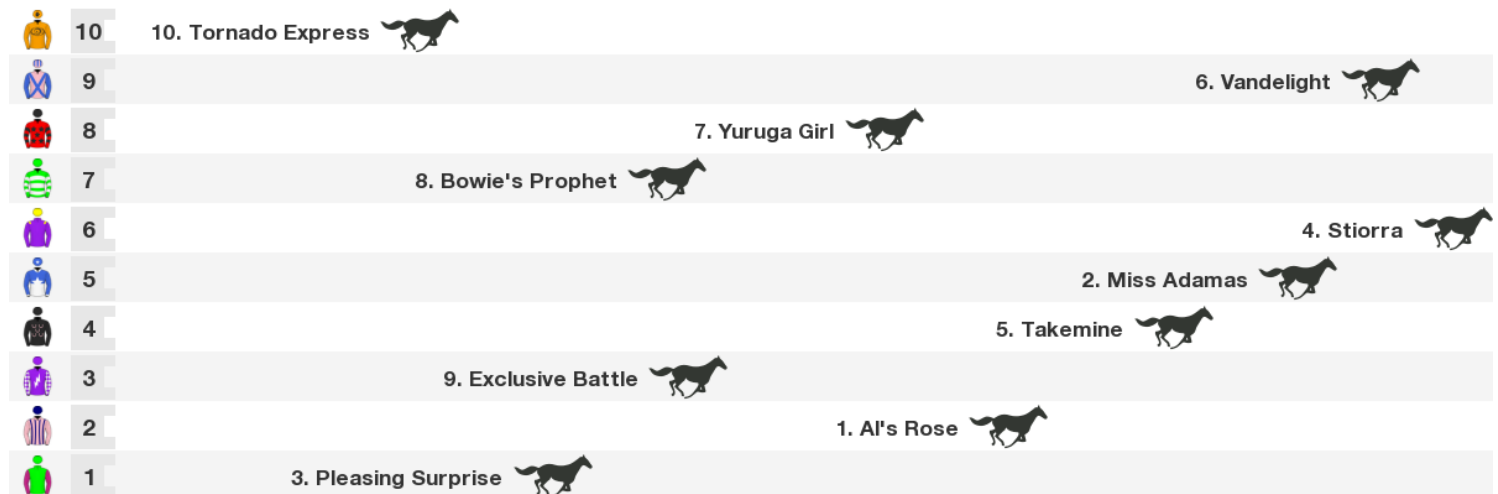 10 10. Tornado Express
9 6. Vandelight
8 7. Yuruga Girl
7 8. Bowie's Prophet
6 4. Stiorra
5 2. Miss Adamas
4 5. Takemine
3 9. Exclusive Battle
2 1. Al's Rose
1 3. Pleasing Surprise